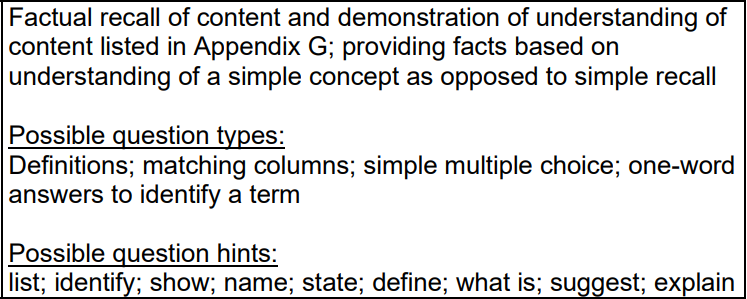 Factual recall of content and demonstration of understanding of
content listed in Appendix G; providing facts based on
understanding of a simple concept as opposed to simple recall
Possible question types:
Definitions; matching columns; simple multiple choice; one-word
answers to identify a term
Possible question hints:
list; identify; show; name; state; define; what is; suggest; explain